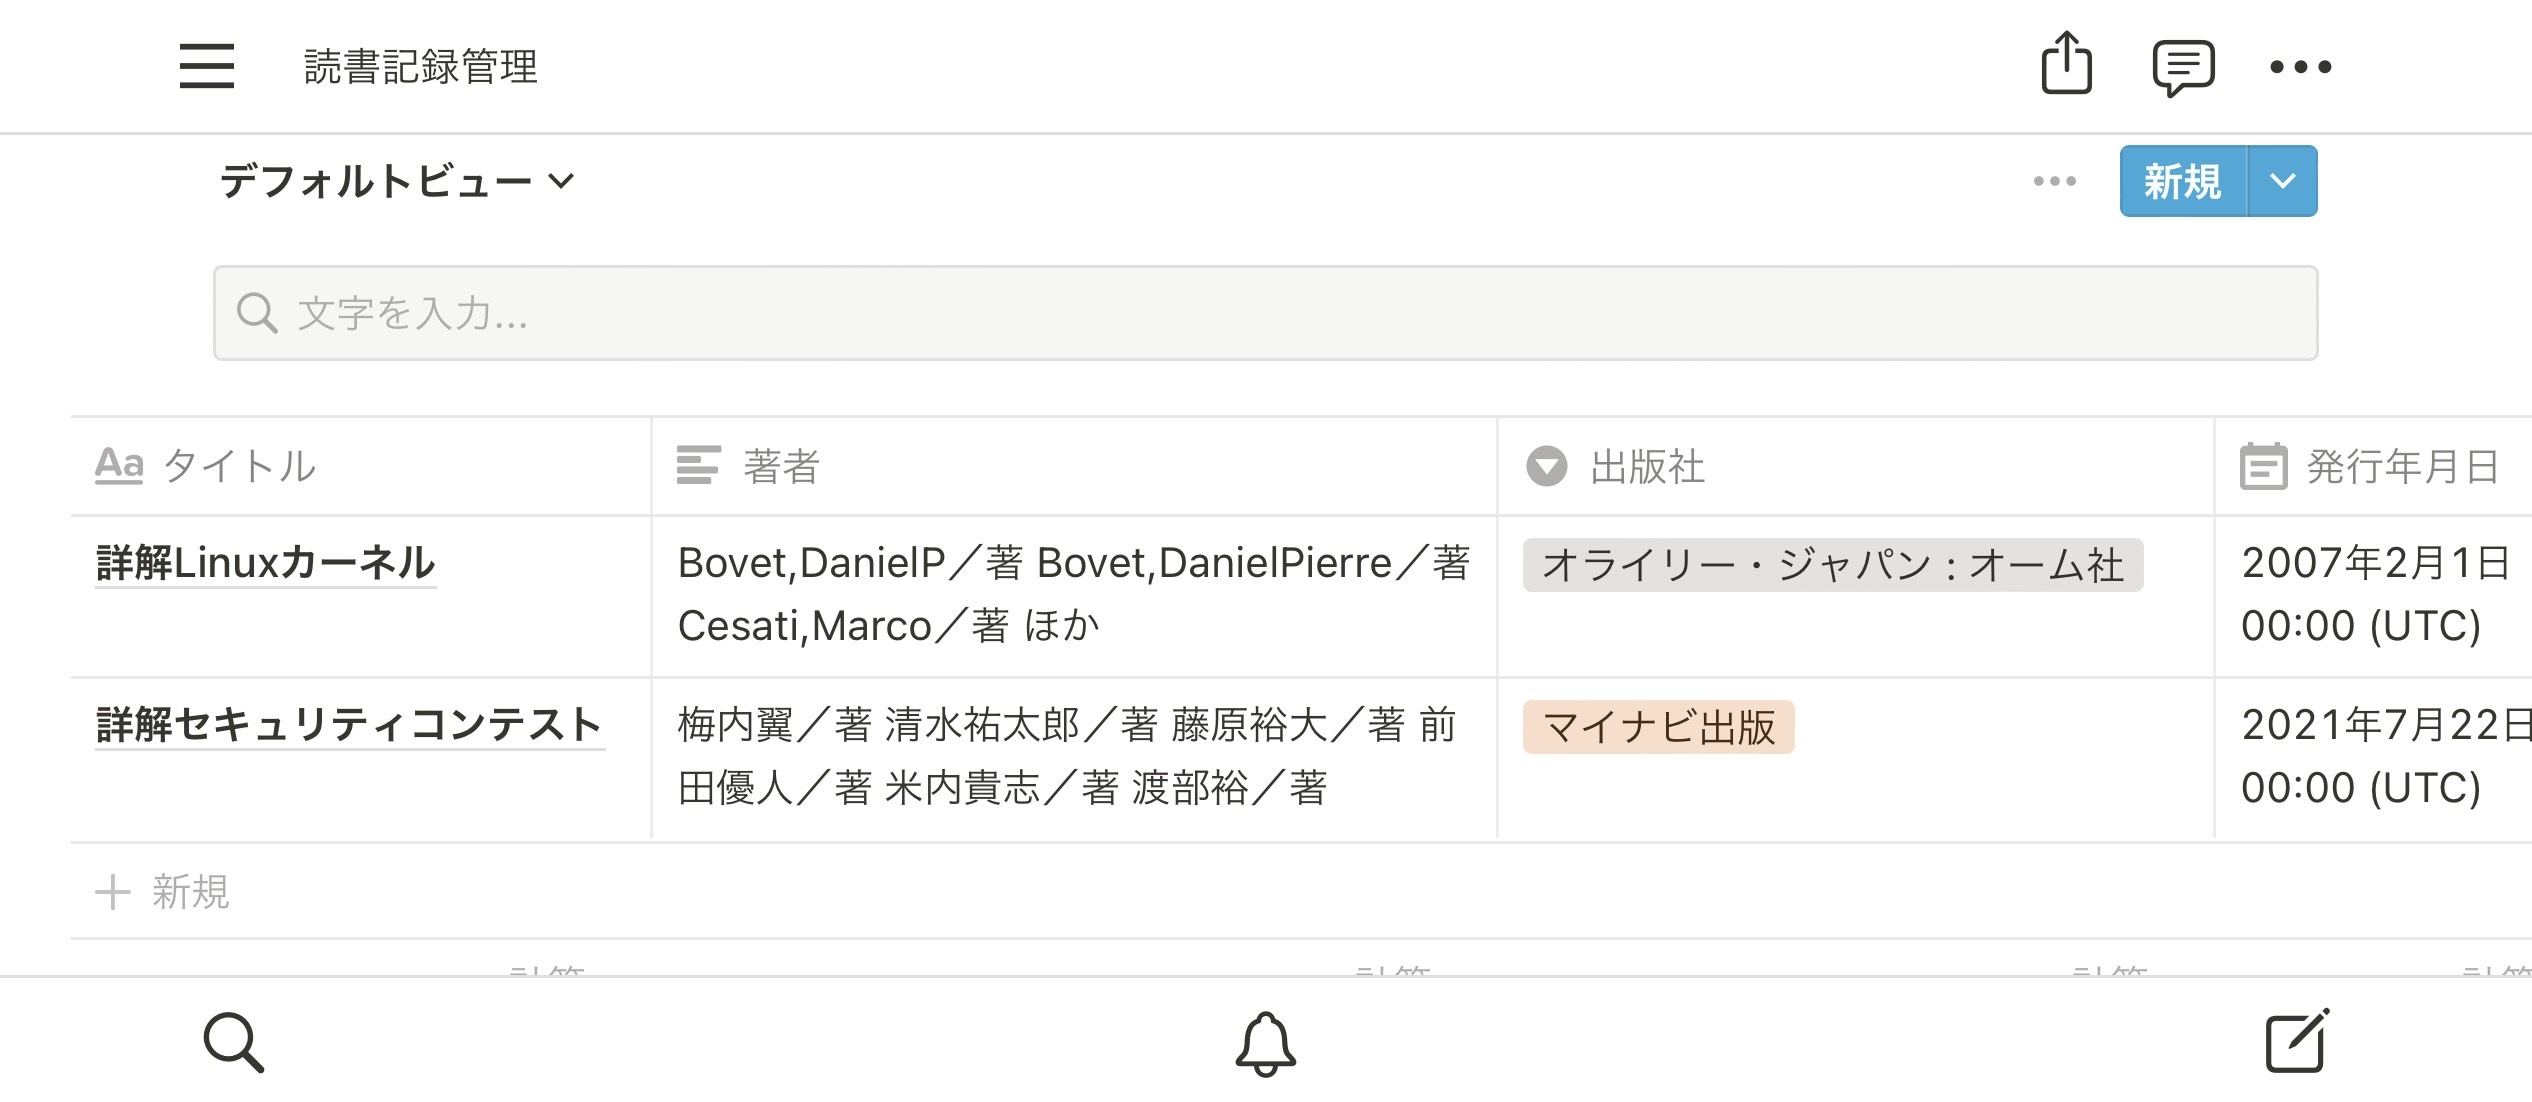 読書記録管理
デフォルトビュー
新規
文字を入力...
Aa タイトル
著者
出版社
発行年月日
詳解Linuxカーネル
Bovet,DanielP／著 Bovet,DanielPierre／著
Cesati,Marco／著 ほか
オライリー・ジャパン : オーム社
2007年2月1日
00:00 (UTC)
詳解セキュリティコンテスト
梅内翼／著 清水祐太郎／著 藤原裕大／著 前
田優人／著 米内貴志／著 渡部裕／著
マイナビ出版
2021年7月22日
00:00 (UTC)
新規